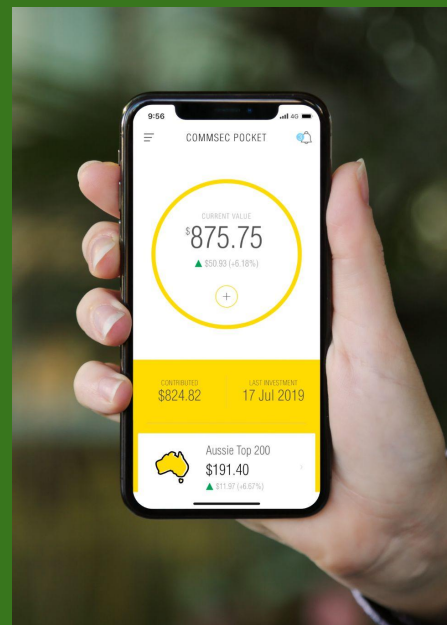 9:56
4G
COMMSEC POCKET
CURRENT VALUE
$875.75
▲ $50.93 (+6.18%)
+
CONTRIBUTED
$824.82
LAST INVESTMENT
17 Jul 2019
Aussie Top 200
$191.40
▲ $11.97 (+6.67%)